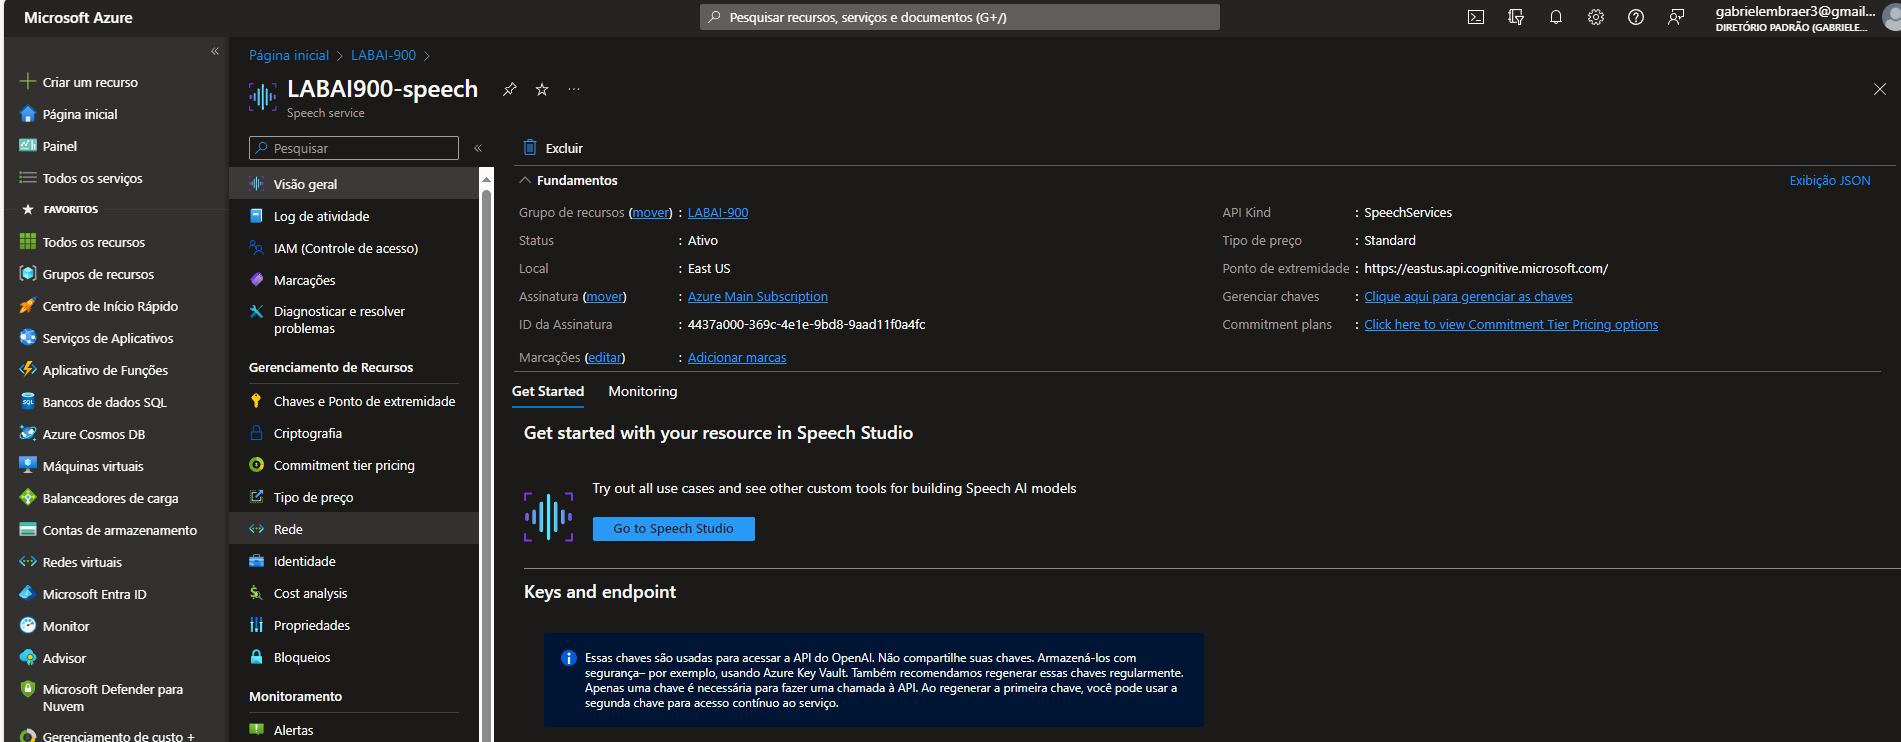 Microsoft Azure
Pesquisar recursos, serviços e documentos (G+/)
gabrielembraer3@gmail...
DIRETÓRIO PADRÃO (GABRIELE...
Criar um recurso
Página inicial
Painel
Todos os serviços
FAVORITOS
Todos os recursos
Grupos de recursos
Centro de Início Rápido
Serviços de Aplicativos
Aplicativo de Funções
Bancos de dados SQL
Azure Cosmos DB
Máquinas virtuais
Balanceadores de carga
Contas de armazenamento
Redes virtuais
Microsoft Entra ID
Monitor
Advisor
Microsoft Defender para
Nuvem
Gerenciamento de custo +
Página inicial > LABAI-900 >
LABAI900-speech
Speech service
Pesquisar
Visão geral
Log de atividade
IAM (Controle de acesso)
Marcações
Diagnosticar e resolver
problemas
Gerenciamento de Recursos
Chaves e Ponto de extremidade
Criptografia
Commitment tier pricing
Tipo de preço
Rede
Identidade
Cost analysis
Propriedades
Bloqueios
Monitoramento
Alertas
Excluir
Fundamentos
Exibição JSON
Grupo de recursos (mover) : LABAI-900
Status : Ativo
Local : East US
Assinatura (mover) : Azure Main Subscription
ID da Assinatura : 4437a000-369c-4e1e-9bd8-9aad11f0a4fc
Marcações (editar) : Adicionar marcas
API Kind : SpeechServices
Tipo de preço : Standard
Ponto de extremidade : https://eastus.api.cognitive.microsoft.com/
Gerenciar chaves : Clique aqui para gerenciar as chaves
Commitment plans : Click here to view Commitment Tier Pricing options
Get Started Monitoring
Get started with your resource in Speech Studio
Try out all use cases and see other custom tools for building Speech AI models
Go to Speech Studio
Keys and endpoint
Essas chaves são usadas para acessar a API do OpenAI. Não compartilhe suas chaves. Armazená-los com
segurança– por exemplo, usando Azure Key Vault. Também recomendamos regenerar essas chaves regularmente.
Apenas uma chave é necessária para fazer uma chamada à API. Ao regenerar a primeira chave, você pode usar a
segunda chave para acesso contínuo ao serviço.